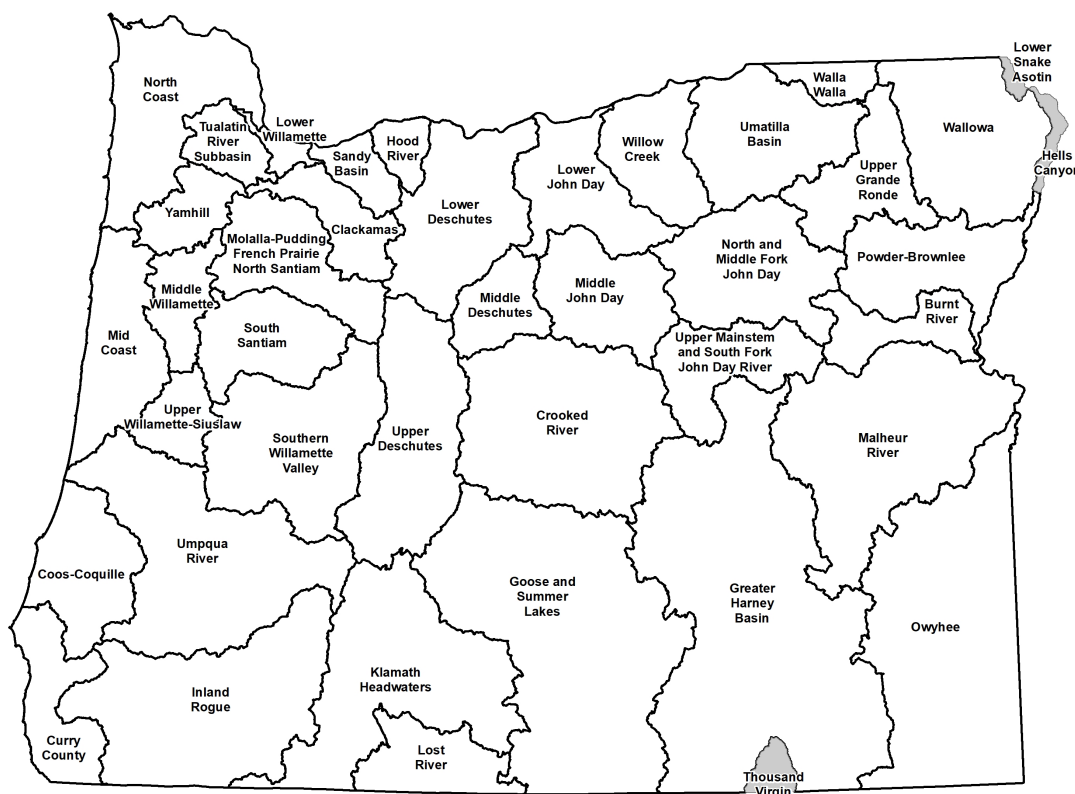 North
Coast
Tualatin
River
Subbasin
Lower
Willamette
Sandy
Basin
Hood
River
Lower
Deschutes
Lower
John Day
Willow
Creek
Umatilla
Basin
Walla
Walla
Upper
Grande
Ronde
Wallowa
Lower
Snake
Asotin
Hells
Canyon
Yamhill
Molalla-Pudding
French Prairie
North Santiam
Clackamas
Middle
Willamette
Mid
Coast
South
Santiam
Middle
Deschutes
Middle
John Day
North and
Middle Fork
John Day
Powder-Brownlee
Burnt
River
Upper Mainstem
and South Fork
John Day River
Upper
Willamette-Siuslaw
Southern
Willamette
Valley
Upper
Deschutes
Crooked
River
Malheur
River
Umpqua
River
Coos-Coquille
Goose and
Summer
Lakes
Greater
Harney
Basin
Owyhee
Inland
Rogue
Klamath
Headwaters
Curry
County
Lost
River
Thousand
Virgin